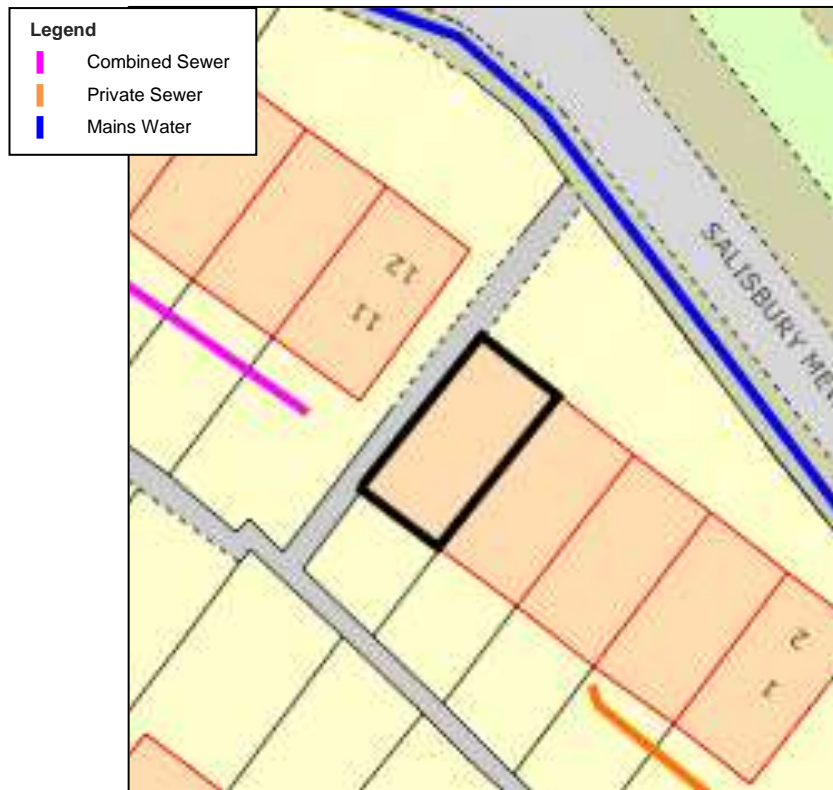 Legend
Combined Sewer
Private Sewer
Mains Water
SALISBURY ME
12
11
2
1